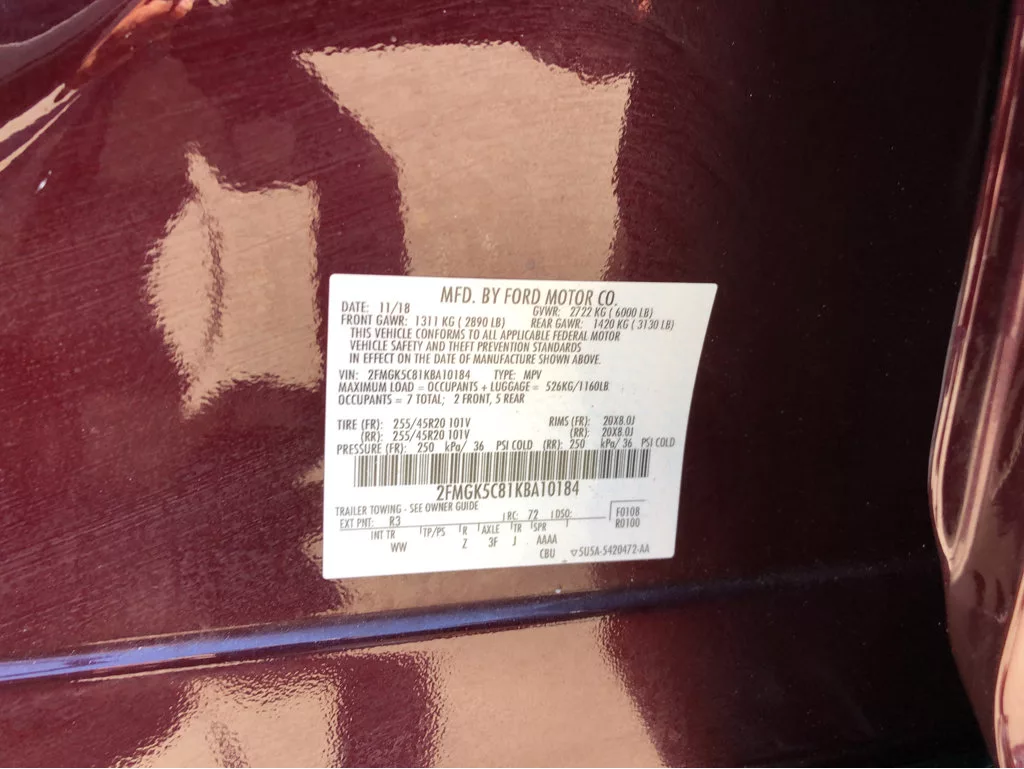 MFD. BY FORD MOTOR CO.
DATE: 11/18 GVWR: 2722 KG ( 6000 LB)
FRONT GAWR: 1311 KG ( 2890 LB) REAR GAWR: 1420 KG ( 3130 LB)
THIS VEHICLE CONFORMS TO ALL APPLICABLE FEDERAL MOTOR
VEHICLE SAFETY AND THEFT PREVENTION STANDARDS
IN EFFECT ON THE DATE OF MANUFACTURE SHOWN ABOVE.
VIN: 2FMGK5C81KBA10184 TYPE: MPV
MAXIMUM LOAD = OCCUPANTS + LUGGAGE = 526KG/1160LB
OCCUPANTS = 7 TOTAL; 2 FRONT, 5 REAR
TIRE (FR): 255/45R20 101V RIMS (FR): 20X8.0J
(RR): 255/45R20 101V (RR): 20X8.0J
PRESSURE (FR): 250 kPa/ 36 PSI COLD (RR): 250 kPa/ 36 PSI COLD
2FMGK5C81KBA10184
TRAILER TOWING - SEE OWNER GUIDE
EXT PNT: R3 RC: 72 DSO: F0108
R0100
INT TR TP/PS R AXLE TR SPR
WW Z 3F J AAAA
CBU 5U5A-5420472-AA